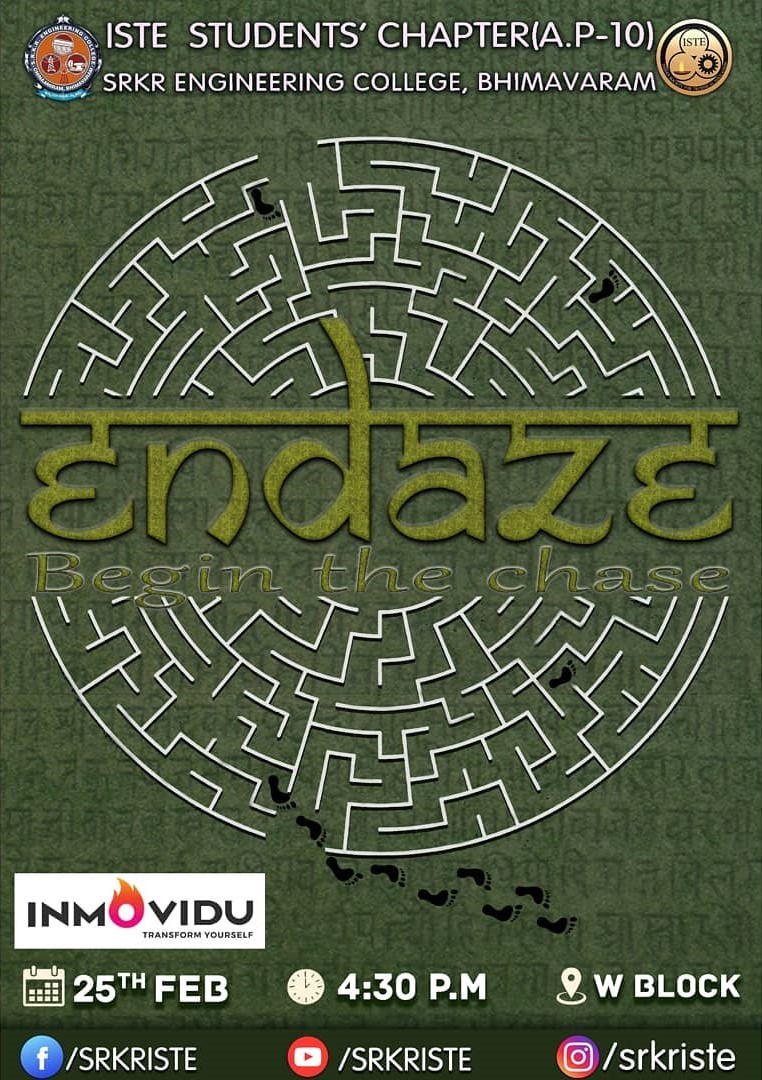 ISTE STUDENTS' CHAPTER(A.P-10)
SRKR ENGINEERING COLLEGE, BHIMAVARAM
ISTE
endaze
Begin the chase
INMOVIDU
TRANSFORM YOURSELF
25TH FEB
4:30 P.M
W BLOCK
/SRKRISTE
/SRKRISTE
/srkriste